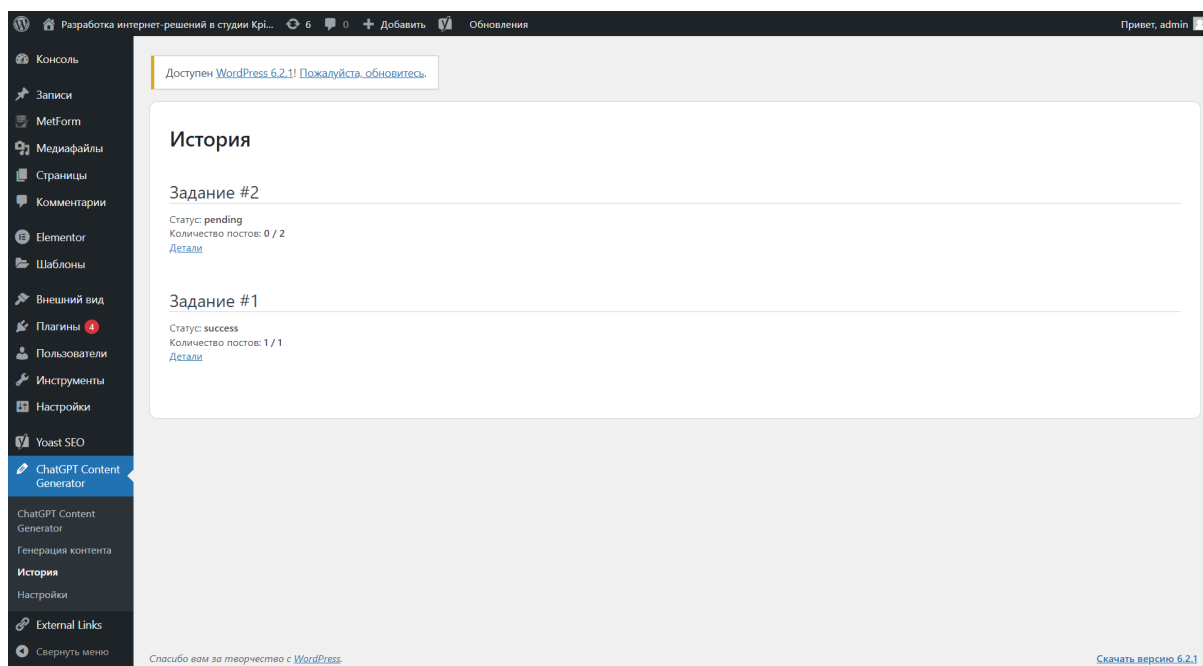 Разработка интернет-решений в студии Kpi... 6 0 Добавить Обновления Привет, admin
Консоль
Записи
MetForm
Медиафайлы
Страницы
Комментарии
Elementor
Шаблоны
Внешний вид
Плагины 4
Пользователи
Инструменты
Настройки
Yoast SEO
ChatGPT Content
Generator
ChatGPT Content
Generator
Генерация контента
История
Настройки
External Links
Свернуть меню
Доступен WordPress 6.2.1! Пожалуйста, обновитесь.
История
Задание #2
Статус: pending
Количество постов: 0 / 2
Детали
Задание #1
Статус: success
Количество постов: 1 / 1
Детали
Спасибо вам за творчество с WordPress.
Скачать версию 6.2.1